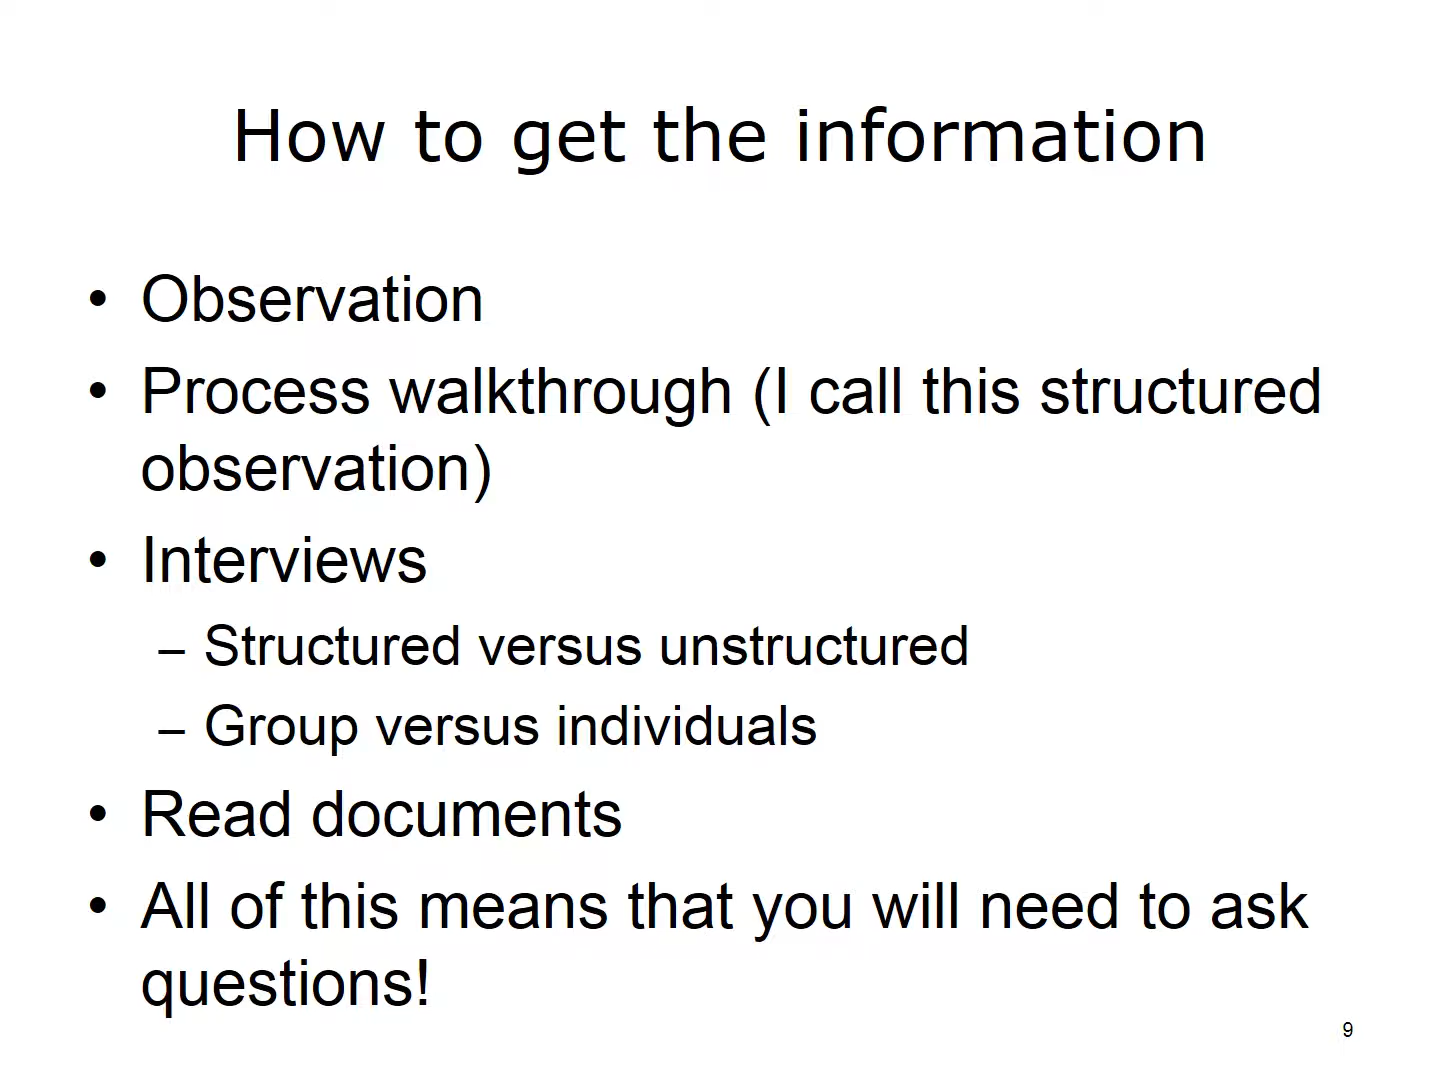 How to get the information
• Observation
• Process walkthrough (I call this structured
observation)
• Interviews
– Structured versus unstructured
– Group versus individuals
• Read documents
• All of this means that you will need to ask
questions!
9